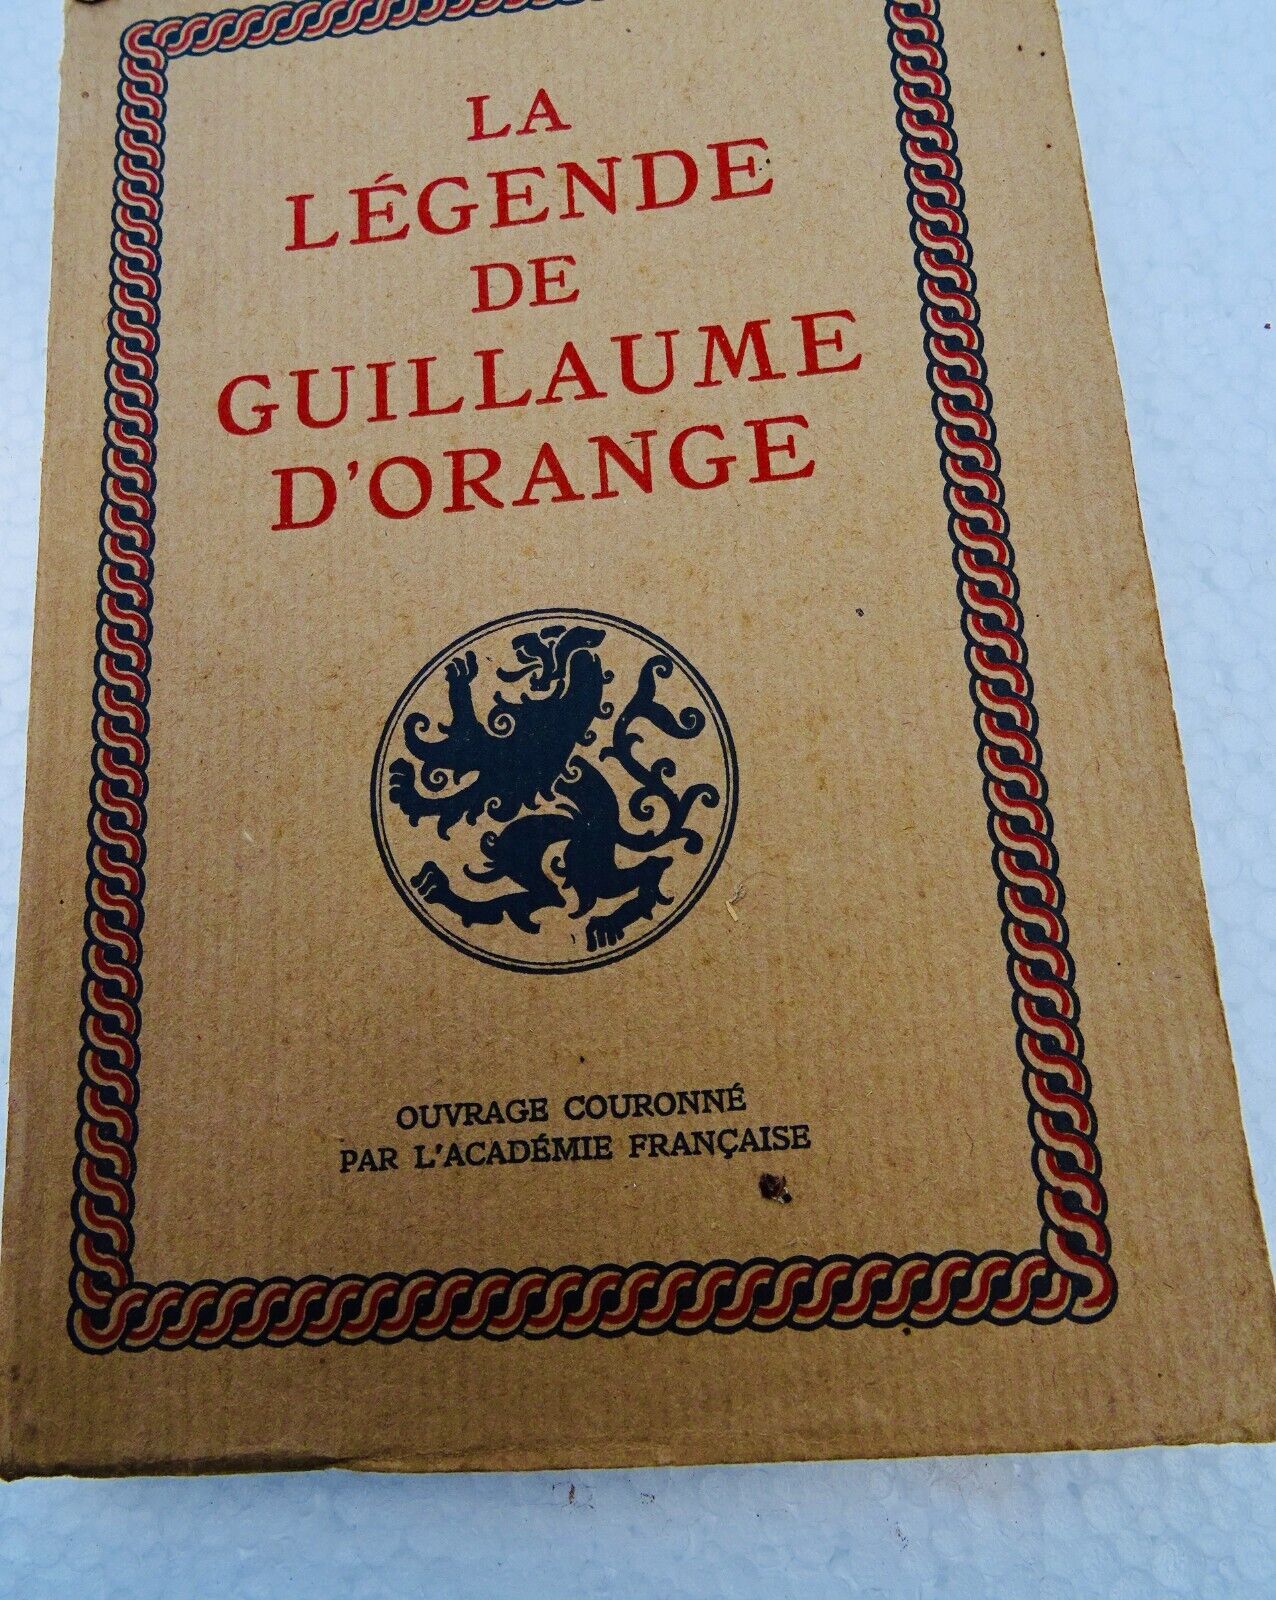 LA
LÉGENDE
DE
GUILLAUME
D'ORANGE
OUVRAGE COURONNÉ
PAR L'ACADÉMIE FRANÇAISE